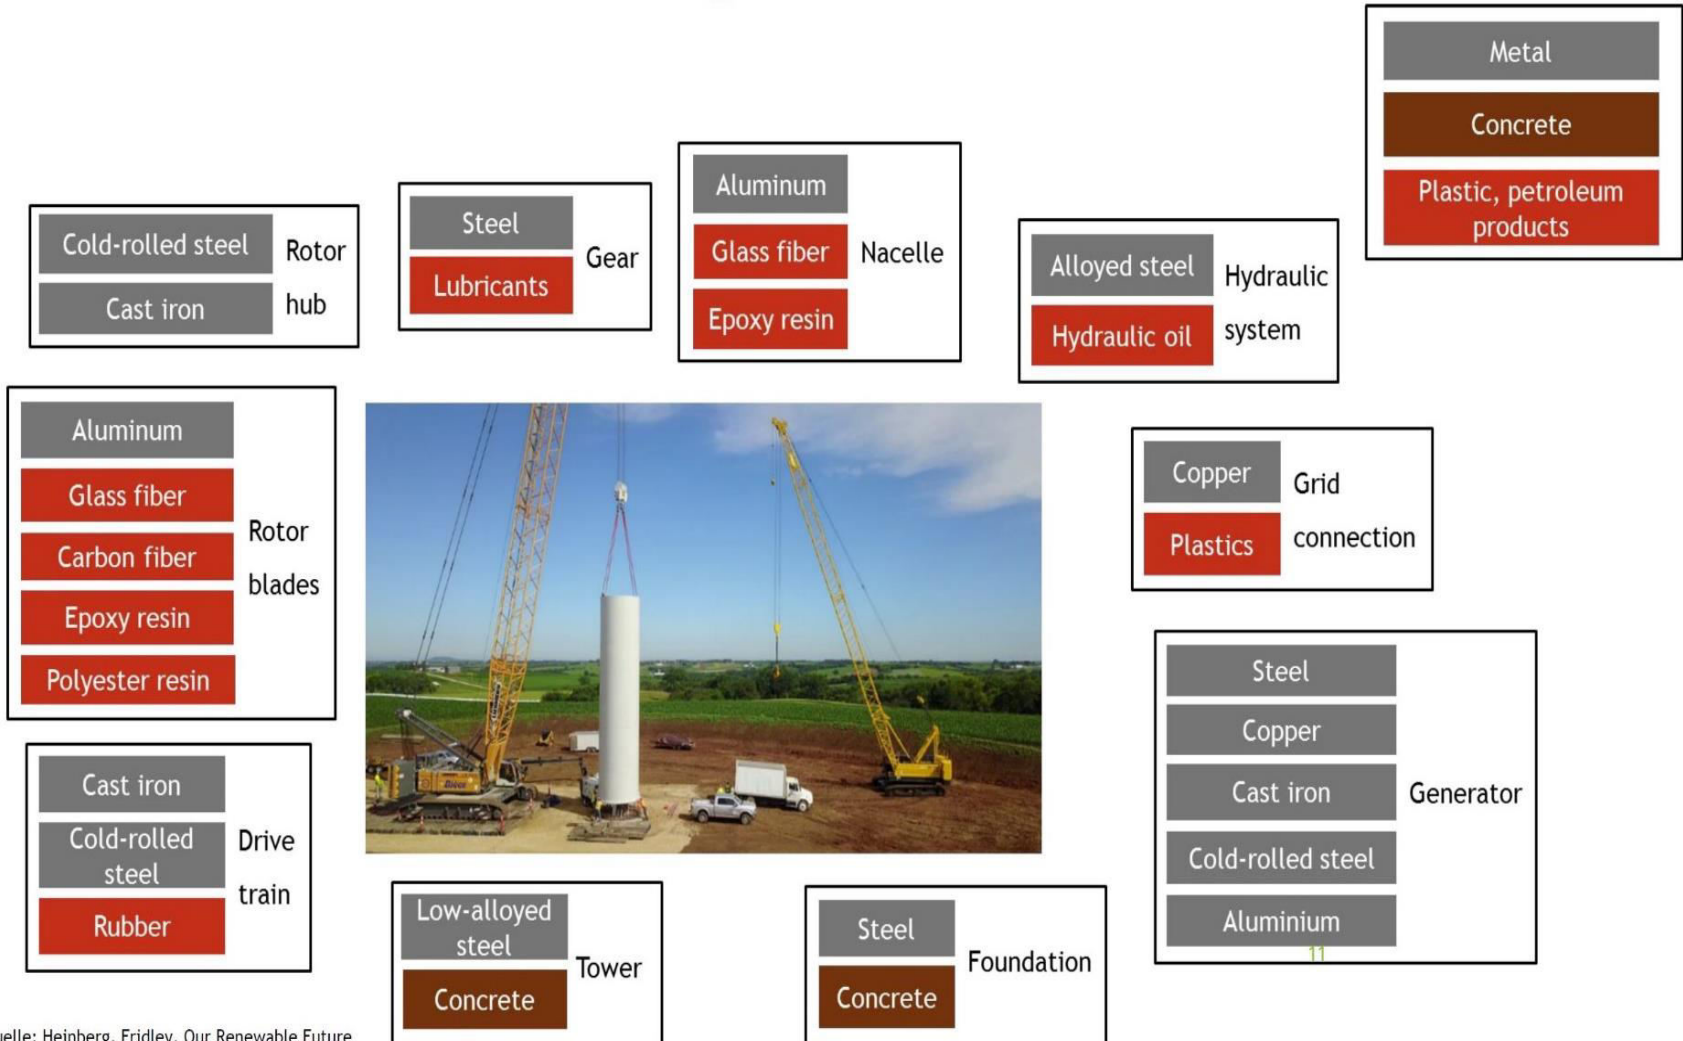 Metal
Concrete
Plastic, petroleum
products
Cold-rolled steel
Cast iron
Rotor
hub
Steel
Lubricants
Gear
Aluminum
Glass fiber
Epoxy resin
Nacelle
Alloyed steel
Hydraulic oil
Hydraulic
system
Aluminum
Glass fiber
Carbon fiber
Epoxy resin
Polyester resin
Rotor
blades
Copper
Plastics
Grid
connection
Cast iron
Cold-rolled
steel
Rubber
Drive
train
Low-alloyed
steel
Concrete
Tower
Steel
Concrete
Foundation
Steel
Copper
Cast iron
Cold-rolled steel
Aluminium
Generator
11
uelle: Heinberg, Fridley, Our Renewable Future